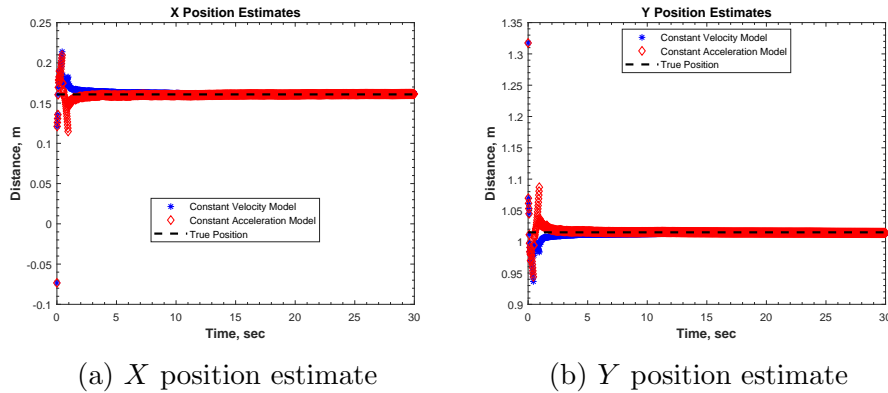 X Position Estimates
0.25
0.2
0.15
0.1
0.05
0
-0.05
-0.1
Distance, m
Constant Velocity Model
Constant Acceleration Model
True Position
0 5 10 15 20 25 30
Time, sec
(a) X position estimate
Y Position Estimates
1.35
1.3
1.25
1.2
1.15
1.1
1.05
1
0.95
0.9
Distance, m
Constant Velocity Model
Constant Acceleration Model
True Position
0 5 10 15 20 25 30
Time, sec
(b) Y position estimate